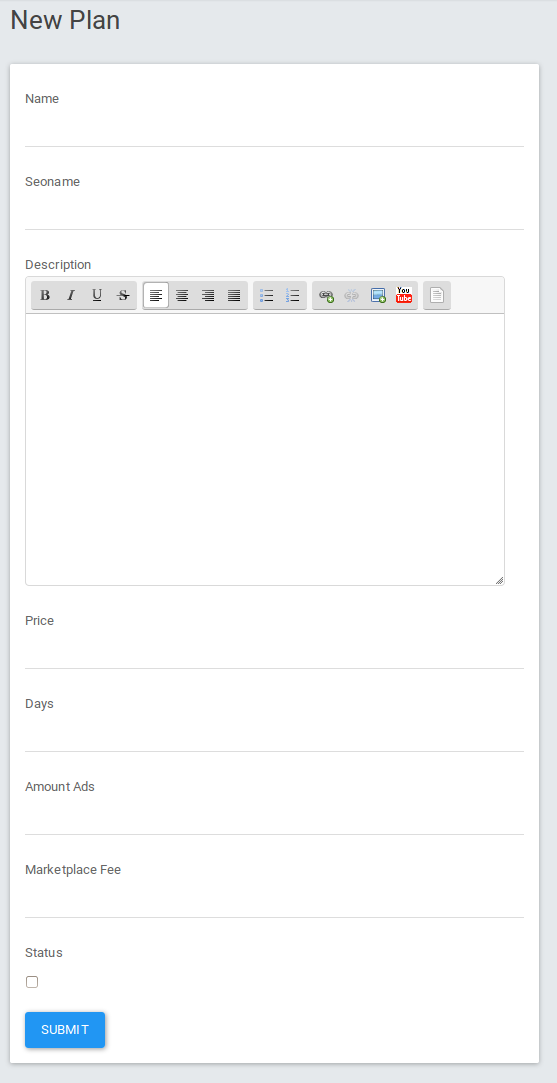 New Plan
Name
Seoname
Description
B I U S You Tube
Price
Days
Amount Ads
Marketplace Fee
Status
SUBMIT